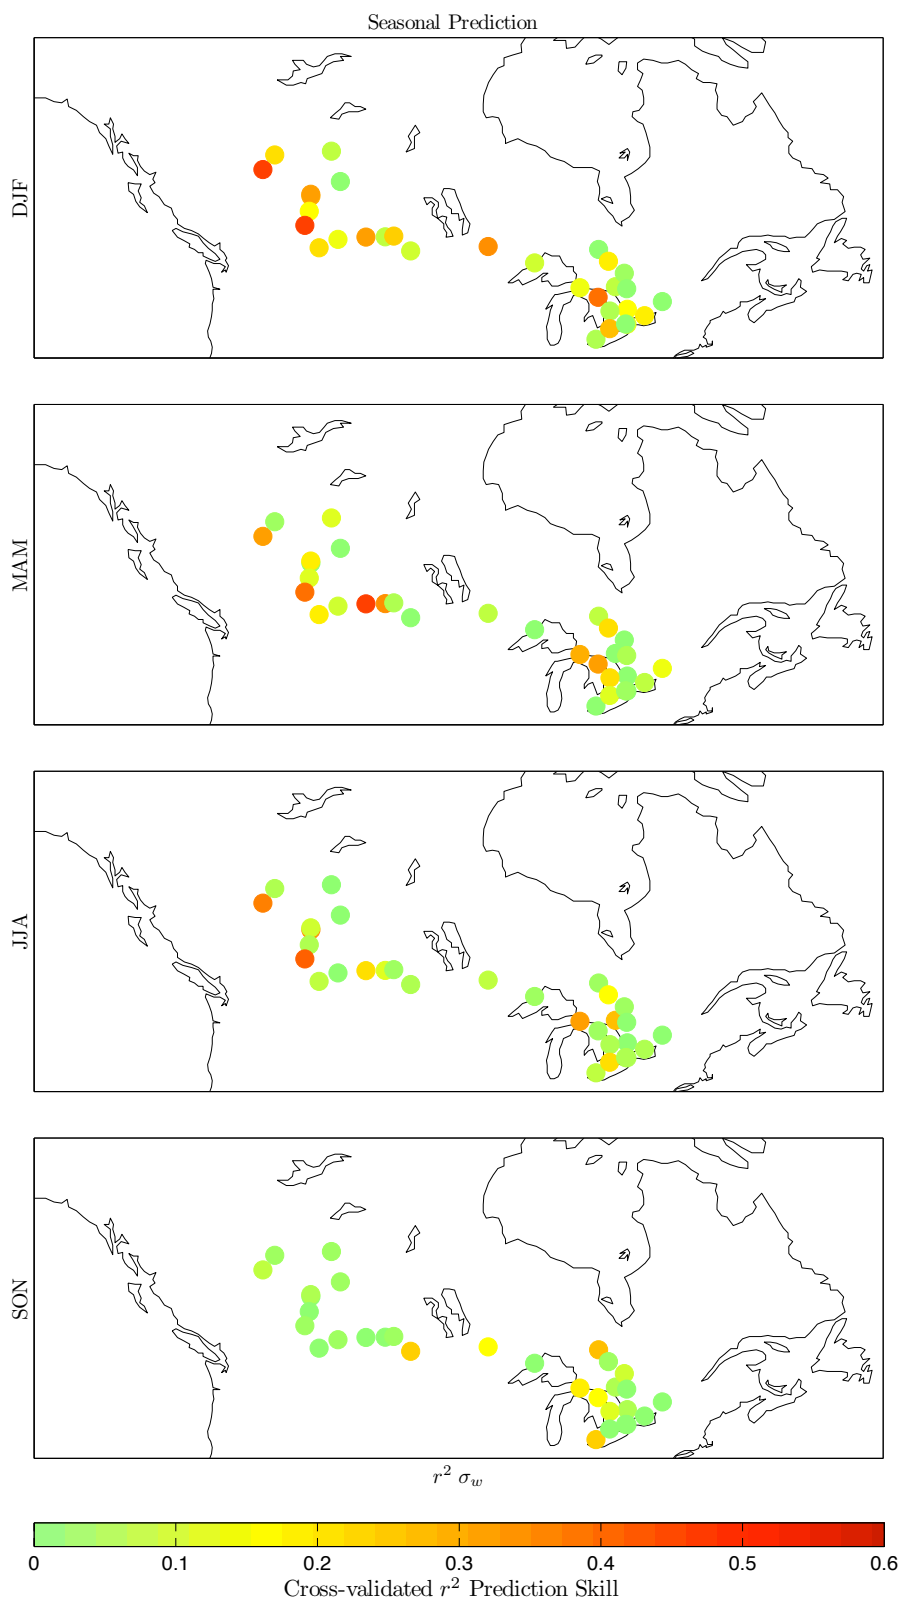 Seasonal Prediction
DJF
MAM
JJA
SON
r² σ_w
0 0.1 0.2 0.3 0.4 0.5 0.6
Cross-validated r² Prediction Skill